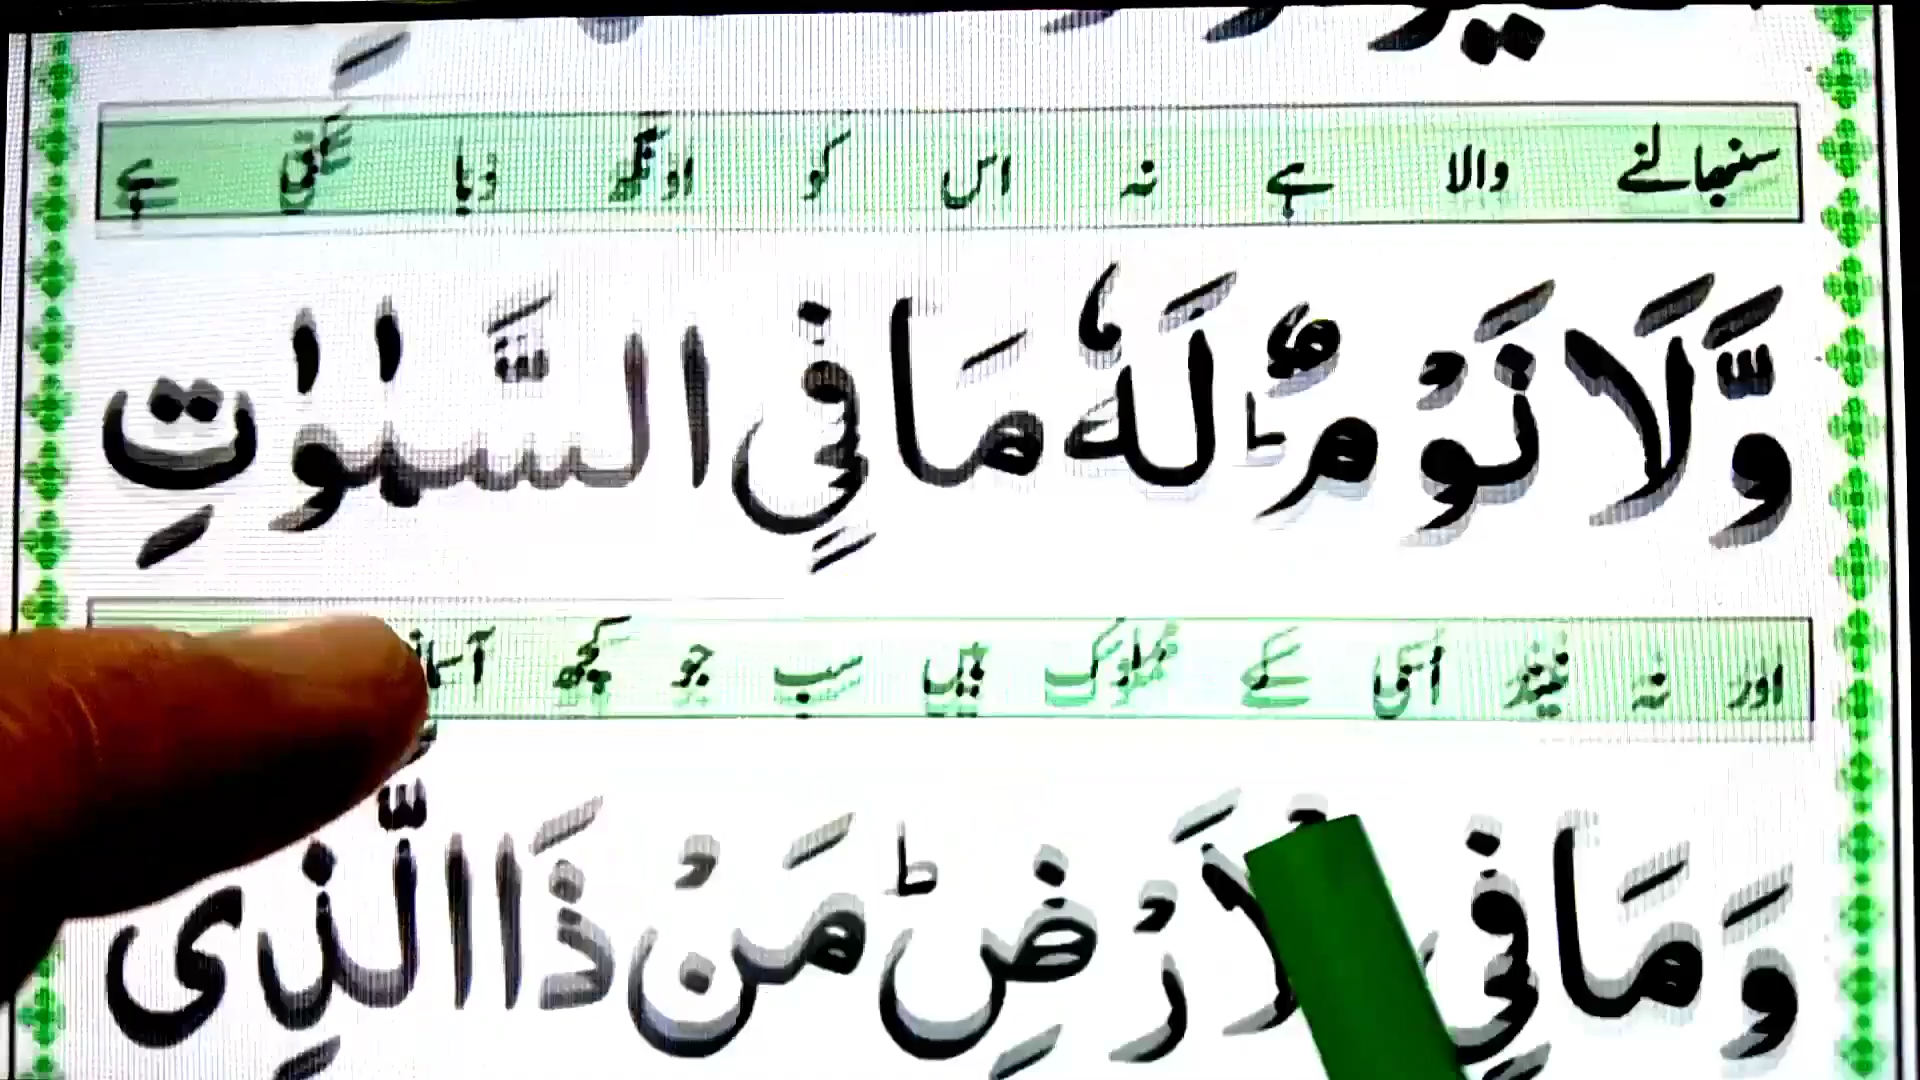 سنبھالنے والا ہے نہ اس کو اونگھ دبا سکتی ہے
وَّلَا نَوْمٌ ؕ لَهٗ مَا فِی السَّمٰوٰتِ
اور نہ نیند اسی کے مملوک ہیں سب جو کچھ
وَمَا فِی الْاَرْضِ ؕ مَنْ ذَا الَّذِی